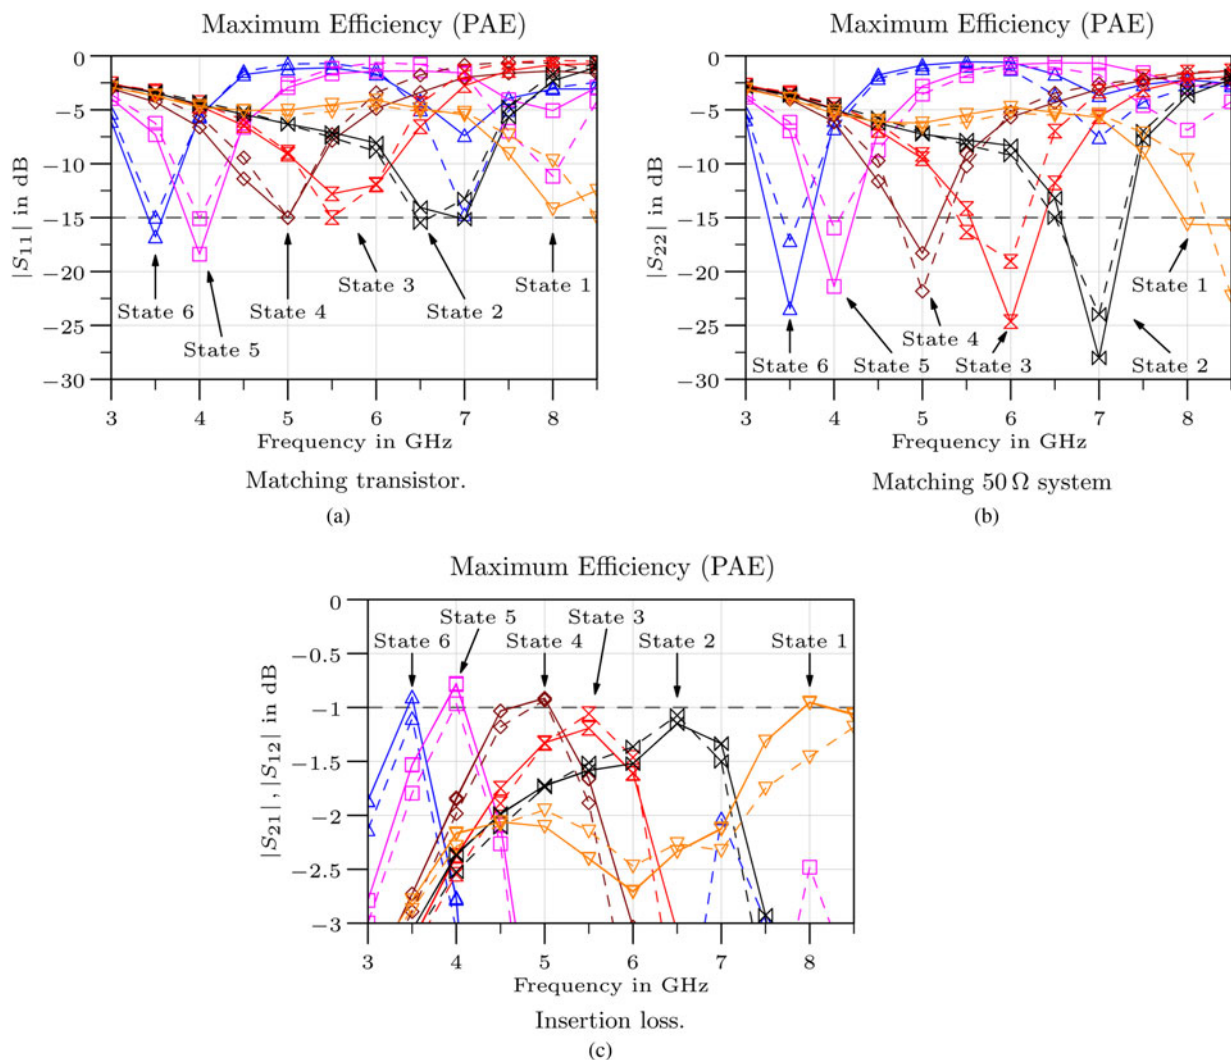 Maximum Efficiency (PAE)
0
−5
−10
−15
−20
−25
−30
|S11| in dB
State 6
State 5
State 4
State 3
State 2
State 1
3 4 5 6 7 8
Frequency in GHz
Matching transistor.
(a)
Maximum Efficiency (PAE)
0
−5
−10
−15
−20
−25
−30
|S22| in dB
State 6
State 5
State 4
State 3
State 1
State 2
3 4 5 6 7 8
Frequency in GHz
Matching 50 Ω system
(b)
Maximum Efficiency (PAE)
0
−0.5
−1
−1.5
−2
−2.5
−3
|S21| , |S12| in dB
State 6
State 5
State 4
State 3
State 2
State 1
3 4 5 6 7 8
Frequency in GHz
Insertion loss.
(c)